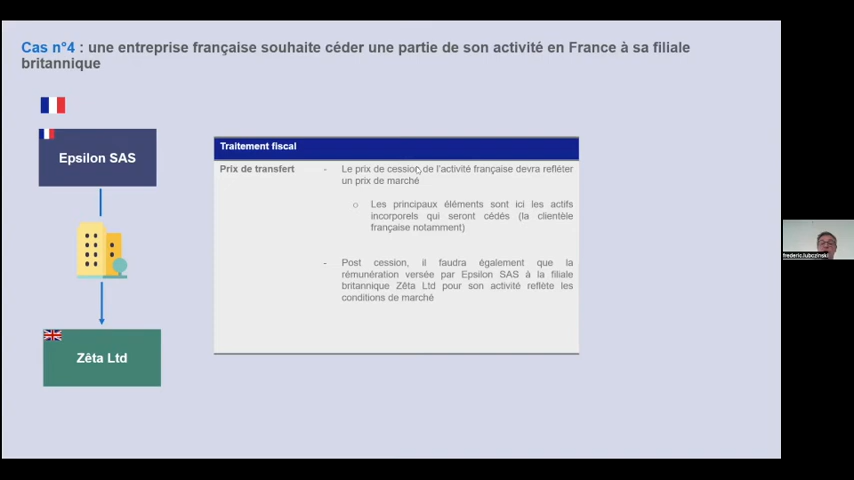 Cas n°4 : une entreprise française souhaite céder une partie de son activité en France à sa filiale
britannique
Epsilon SAS
Zêta Ltd
Traitement fiscal
Prix de transfert
- Le prix de cession de l'activité française devra refléter
un prix de marché
o Les principaux éléments sont ici les actifs
incorporels qui seront cédés (la clientèle
française notamment)
- Post cession, il faudra également que la
rémunération versée par Epsilon SAS à la filiale
britannique Zêta Ltd pour son activité reflète les
conditions de marché
frederic.lubczinski